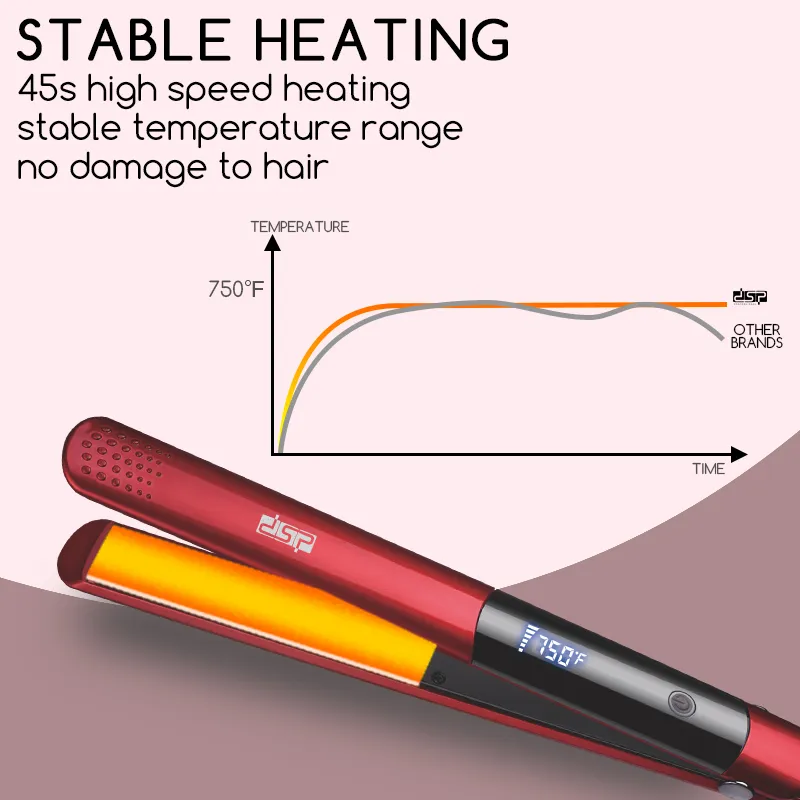 STABLE HEATING
45s high speed heating
stable temperature range
no damage to hair
TEMPERATURE
750°F
dsp
OTHER
BRANDS
TIME
dsp
750°F